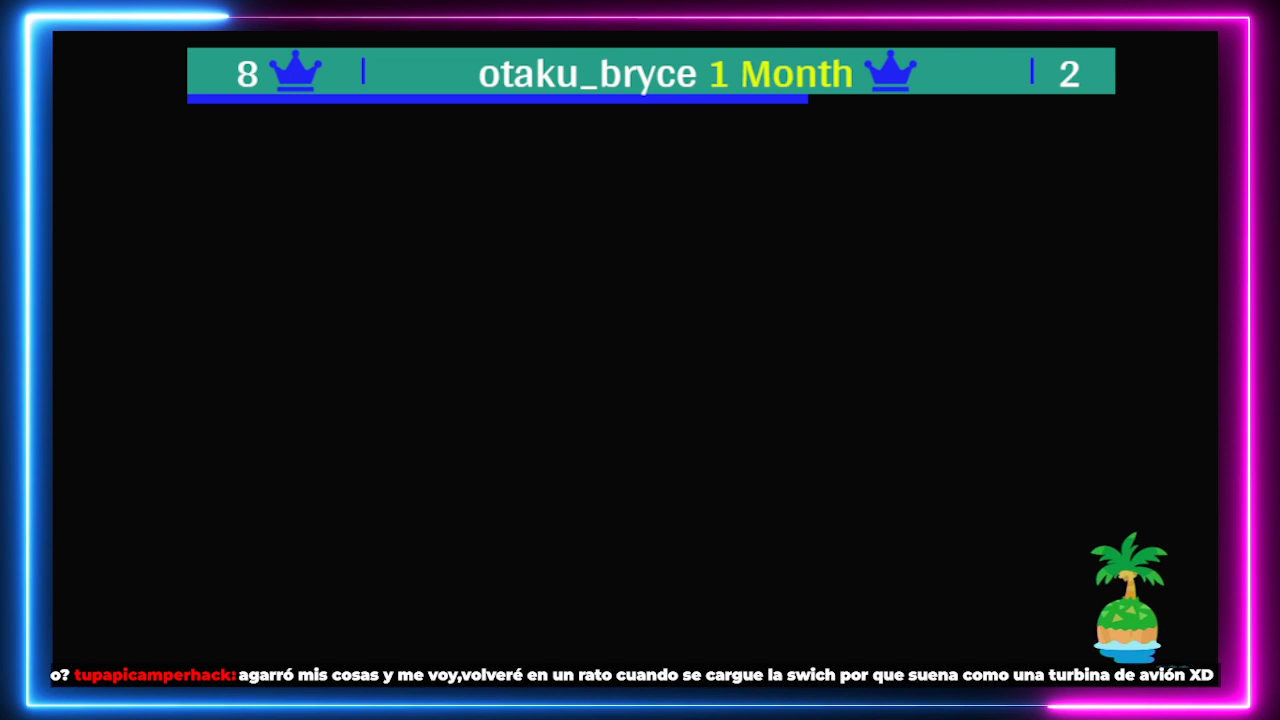 8 otaku_bryce 1 Month 2
o? tupapicamperhack: agarró mis cosas y me voy,volveré en un rato cuando se cargue la swich por que suena como una turbina de avión XD